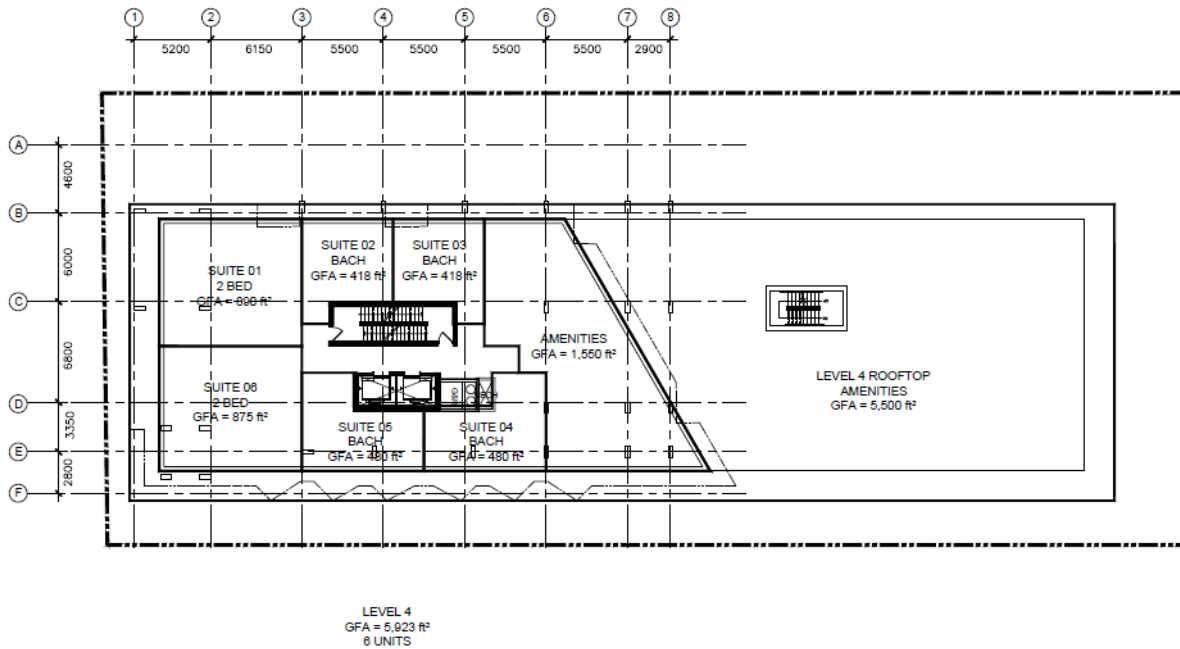 1 2 3 4 5 6 7 8
5200 6150 5500 5500 5500 5500 2900
A
4600
B
6000
C
6800
D
3350
E
2800
F
SUITE 01
2 BED
GFA = 890 ft²
SUITE 02
BACH
GFA = 418 ft²
SUITE 03
BACH
GFA = 418 ft²
AMENITIES
GFA = 1,550 ft²
LEVEL 4 ROOFTOP
AMENITIES
GFA = 5,500 ft²
SUITE 06
2 BED
GFA = 875 ft²
SUITE 05
BACH
GFA = 480 ft²
SUITE 04
BACH
GFA = 480 ft²
LEVEL 4
GFA = 5,923 ft²
6 UNITS